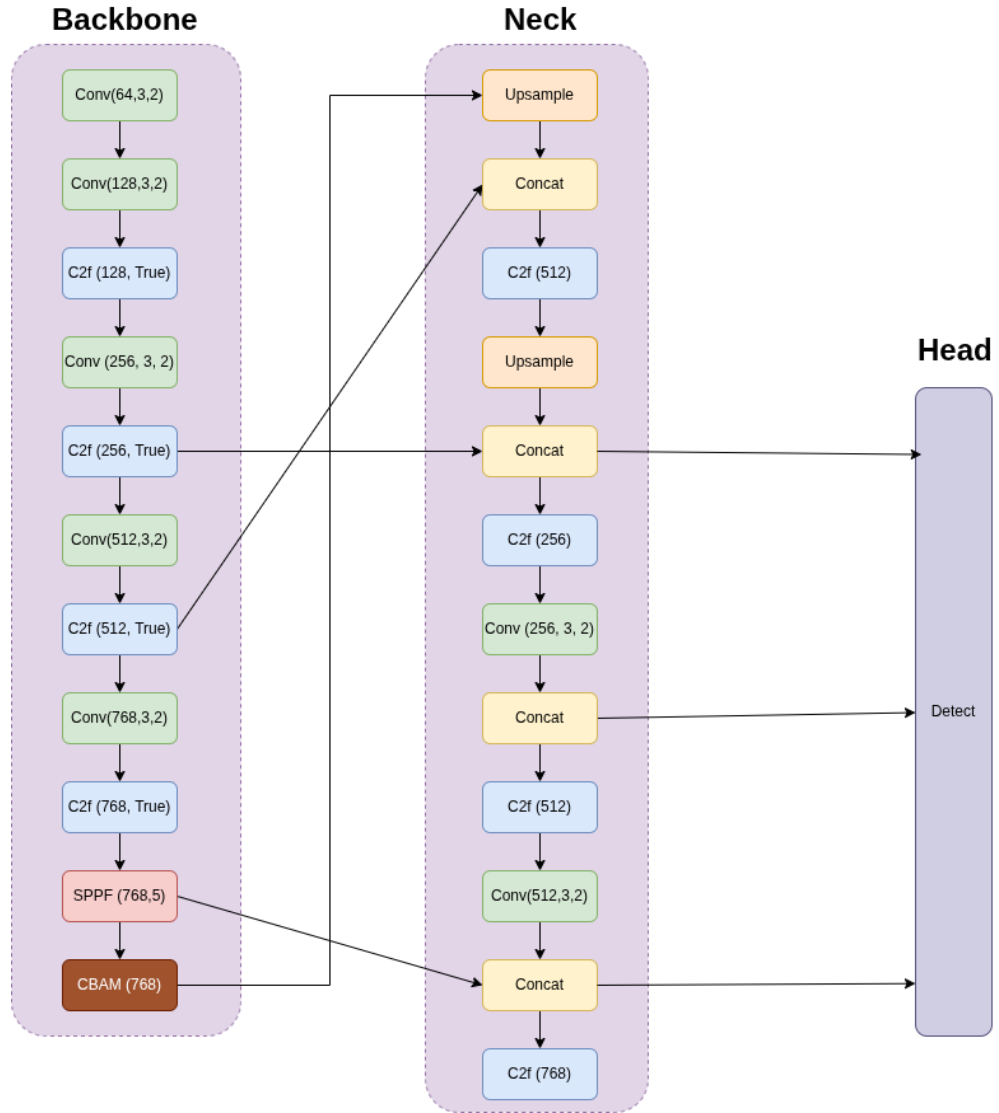 Backbone
Conv(64,3,2)
Conv(128,3,2)
C2f (128, True)
Conv (256, 3, 2)
C2f (256, True)
Conv(512,3,2)
C2f (512, True)
Conv(768,3,2)
C2f (768, True)
SPPF (768,5)
CBAM (768)
Neck
Upsample
Concat
C2f (512)
Upsample
Concat
C2f (256)
Conv (256, 3, 2)
Concat
C2f (512)
Conv(512,3,2)
Concat
C2f (768)
Head
Detect